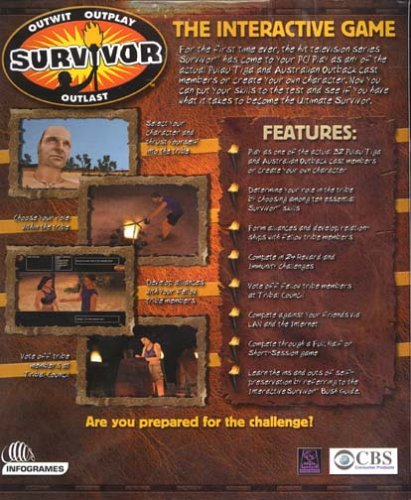 OUTWIT OUTPLAY
SURVIVOR
OUTLAST
THE INTERACTIVE GAME
For the first time ever, the hit television series
Survivor™ has come to your PC! Play as any of the
actual Pulau Tiga and Australian Outback cast
members or create your own character. Now you
can put your skills to the test and see if you have
what it takes to become the Ultimate Survivor.
Select your
character and
thrust yourself
into the tribe
Choose your role
within the tribe
Develop alliances
with fellow tribe
members
Vote off tribe
members at
Tribal Council
FEATURES:
Play as one of the actual 32 Pulau Tiga
and Australian Outback cast members
or create your own character
Determine your role in the tribe
by choosing among ten essential
Survivor™ skills
Form alliances and develop relation-
ships with fellow tribe members
Compete in 24 Reward and
Immunity Challenges
Vote off fellow tribe members
at Tribal Council
Compete against your friends via
LAN and the Internet
Compete through a Full, Half or
Short-Session game
Learn the ins and outs of self-
preservation by referring to the
Interactive Survivor™ Bush Guide.
Are you prepared for the challenge?
INFOGRAMES
CBS
Consumer Products